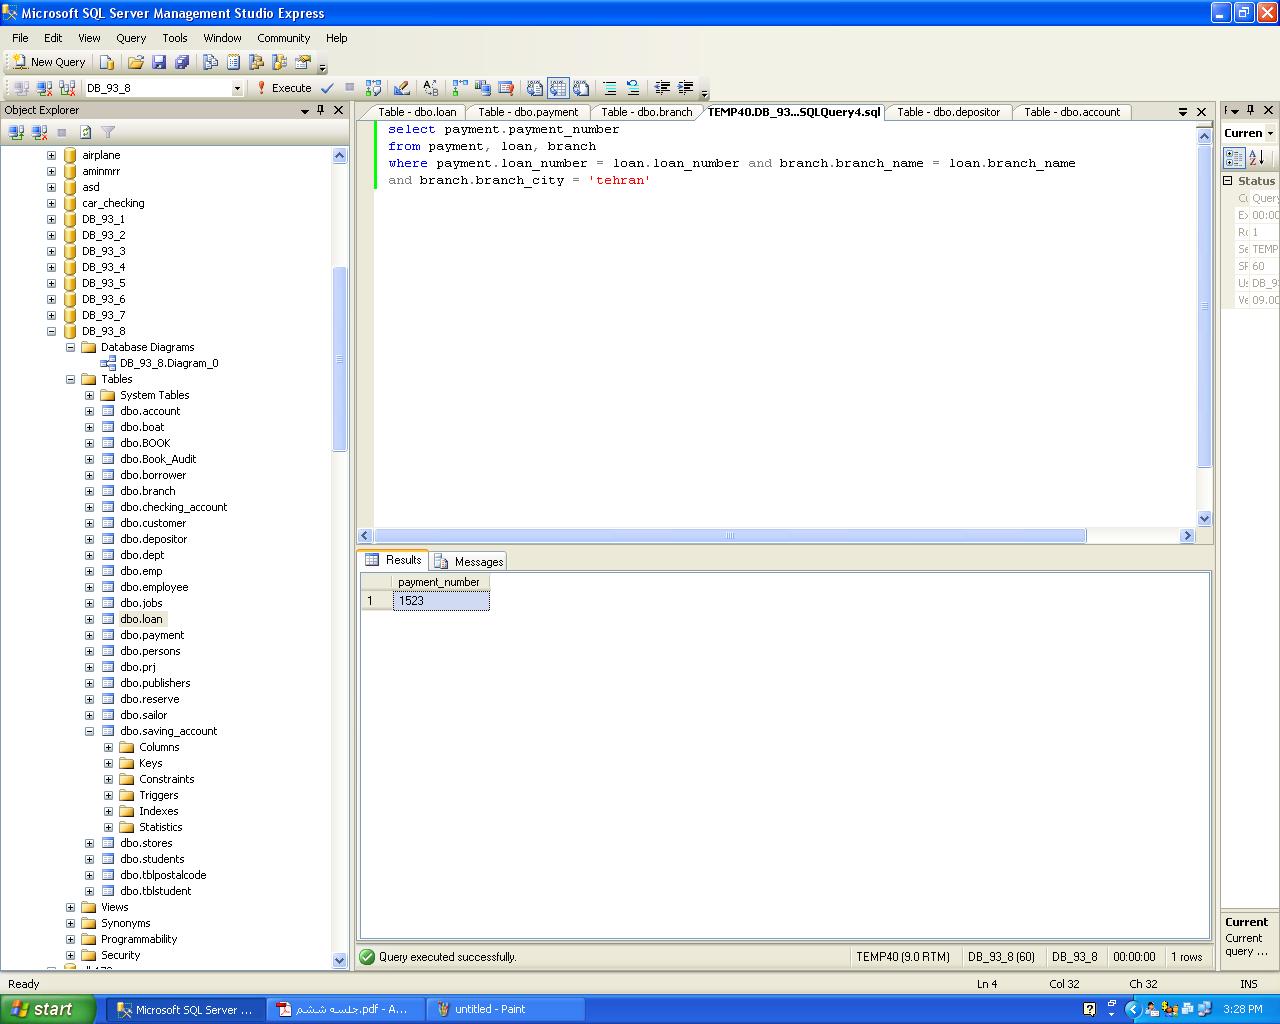 Microsoft SQL Server Management Studio Express
File Edit View Query Tools Window Community Help
New Query
DB_93_8 Execute
Object Explorer
airplane
aminmrr
asd
car_checking
DB_93_1
DB_93_2
DB_93_3
DB_93_4
DB_93_5
DB_93_6
DB_93_7
DB_93_8
Database Diagrams
DB_93_8.Diagram_0
Tables
System Tables
dbo.account
dbo.boat
dbo.BOOK
dbo.Book_Audit
dbo.borrower
dbo.branch
dbo.checking_account
dbo.customer
dbo.depositor
dbo.dept
dbo.emp
dbo.employee
dbo.jobs
dbo.loan
dbo.payment
dbo.persons
dbo.prj
dbo.publishers
dbo.reserve
dbo.sailor
dbo.saving_account
Columns
Keys
Constraints
Triggers
Indexes
Statistics
dbo.stores
dbo.students
dbo.tblpostalcode
dbo.tblstudent
Views
Synonyms
Programmability
Security
Table - dbo.loan Table - dbo.payment Table - dbo.branch TEMP40.DB_93...SQLQuery4.sql Table - dbo.depositor Table - dbo.account
select payment.payment_number
from payment, loan, branch
where payment.loan_number = loan.loan_number and branch.branch_name = loan.branch_name
and branch.branch_city = 'tehran'
Results Messages
payment_number
1 1523
Query executed successfully. TEMP40 (9.0 RTM) DB_93_8 (60) DB_93_8 00:00:00 1 rows
Curren
Status
Query
00:00
1
TEMP
60
DB_9
09.00
Current
Current
query ...
Ready Ln 4 Col 32 Ch 32 INS
start Microsoft SQL Server ... جلسه ششم.pdf - A... untitled - Paint 3:28 PM